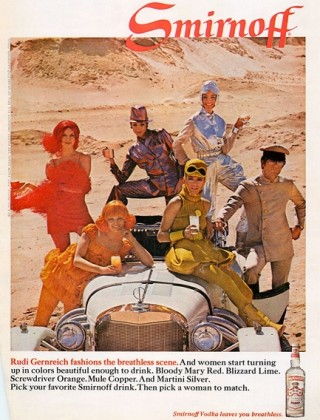 Smirnoff
Rudi Gernreich fashions the breathless scene. And women start turning
up in colors beautiful enough to drink. Bloody Mary Red. Blizzard Lime.
Screwdriver Orange. Mule Copper. And Martini Silver.
Pick your favorite Smirnoff drink. Then pick a woman to match.
Smirnoff Vodka leaves you breathless.